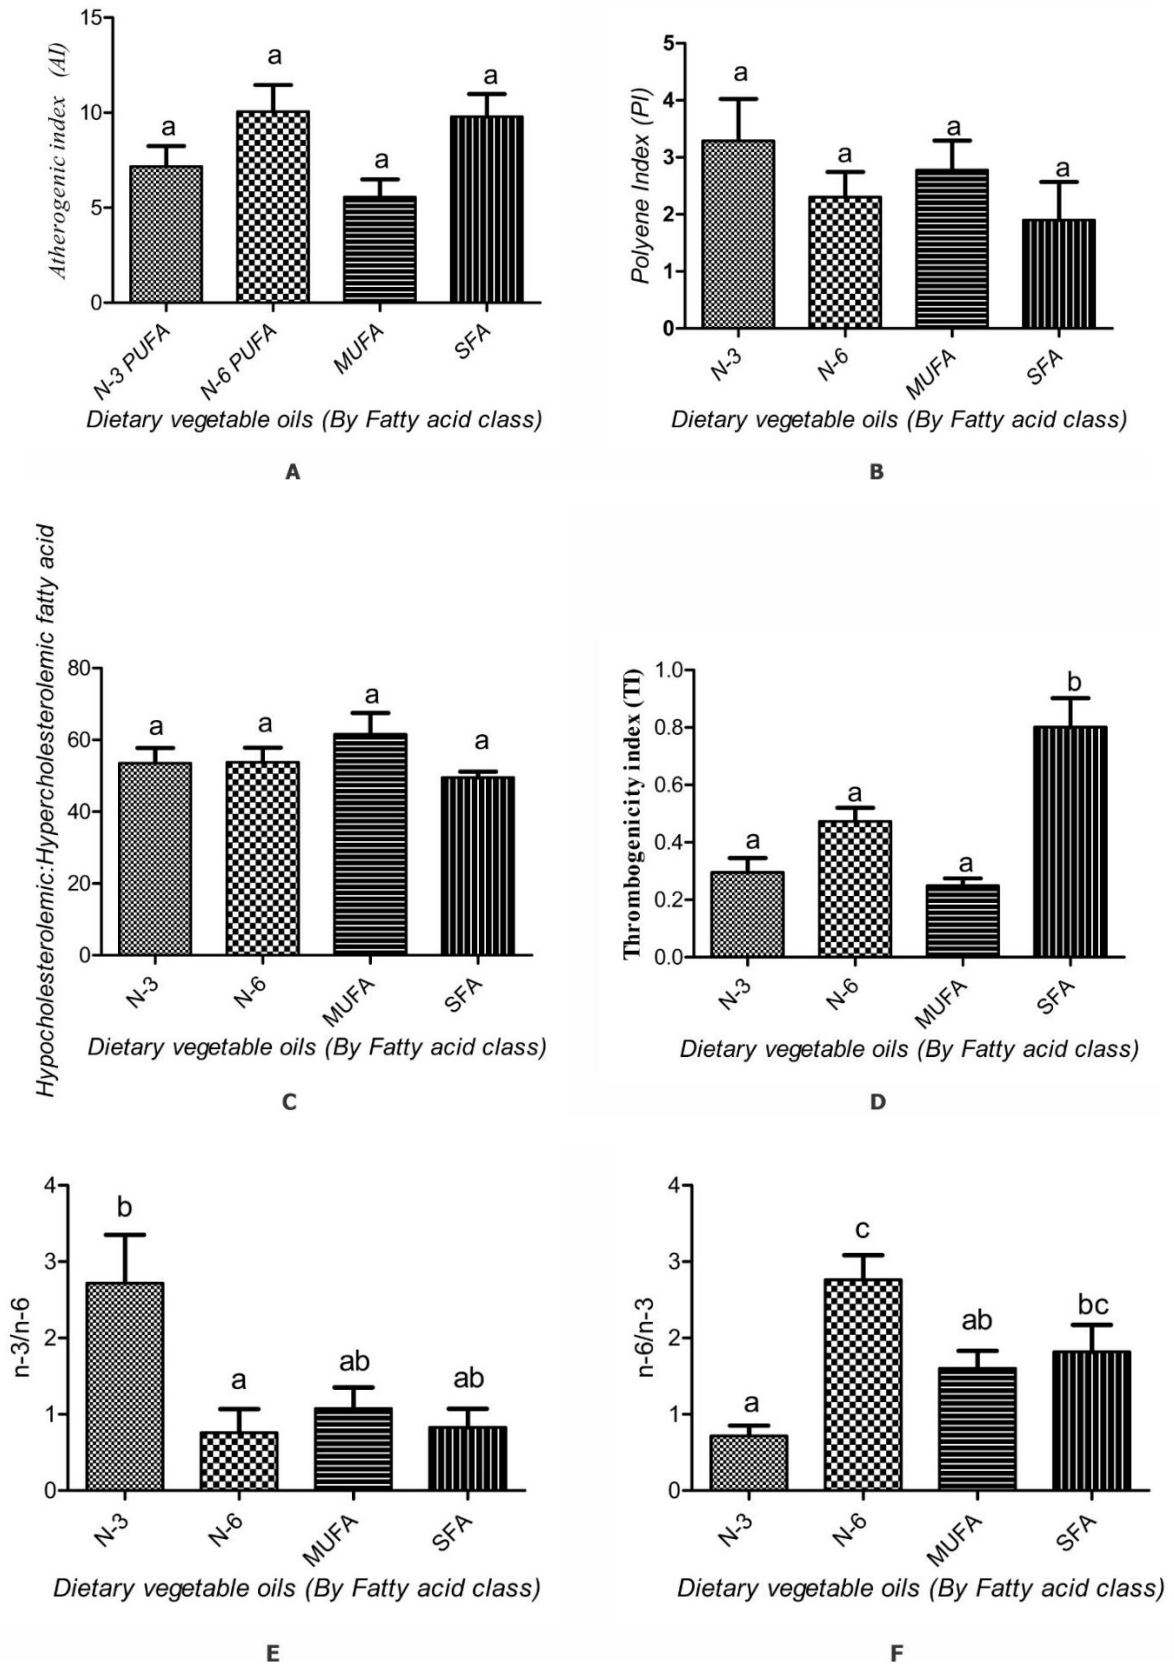 Atherogenic index (AI)
15
10
5
0
a
a
a
a
N-3 PUFA
N-6 PUFA
MUFA
SFA
Dietary vegetable oils (By Fatty acid class)
A
Polyene Index (PI)
5
4
3
2
1
0
a
a
a
a
N-3
N-6
MUFA
SFA
Dietary vegetable oils (By Fatty acid class)
B
Hypocholesterolemic:Hypercholesterolemic fatty acid
80
60
40
20
0
a
a
a
a
N-3
N-6
MUFA
SFA
Dietary vegetable oils (By Fatty acid class)
C
Thrombogenicity index (TI)
1.0
0.8
0.6
0.4
0.2
0.0
a
a
a
b
N-3
N-6
MUFA
SFA
Dietary vegetable oils (By Fatty acid class)
D
n-3/n-6
4
3
2
1
0
b
a
ab
ab
N-3
N-6
MUFA
SFA
Dietary vegetable oils (By Fatty acid class)
E
n-6/n-3
4
3
2
1
0
a
c
ab
bc
N-3
N-6
MUFA
SFA
Dietary vegetable oils (By Fatty acid class)
F